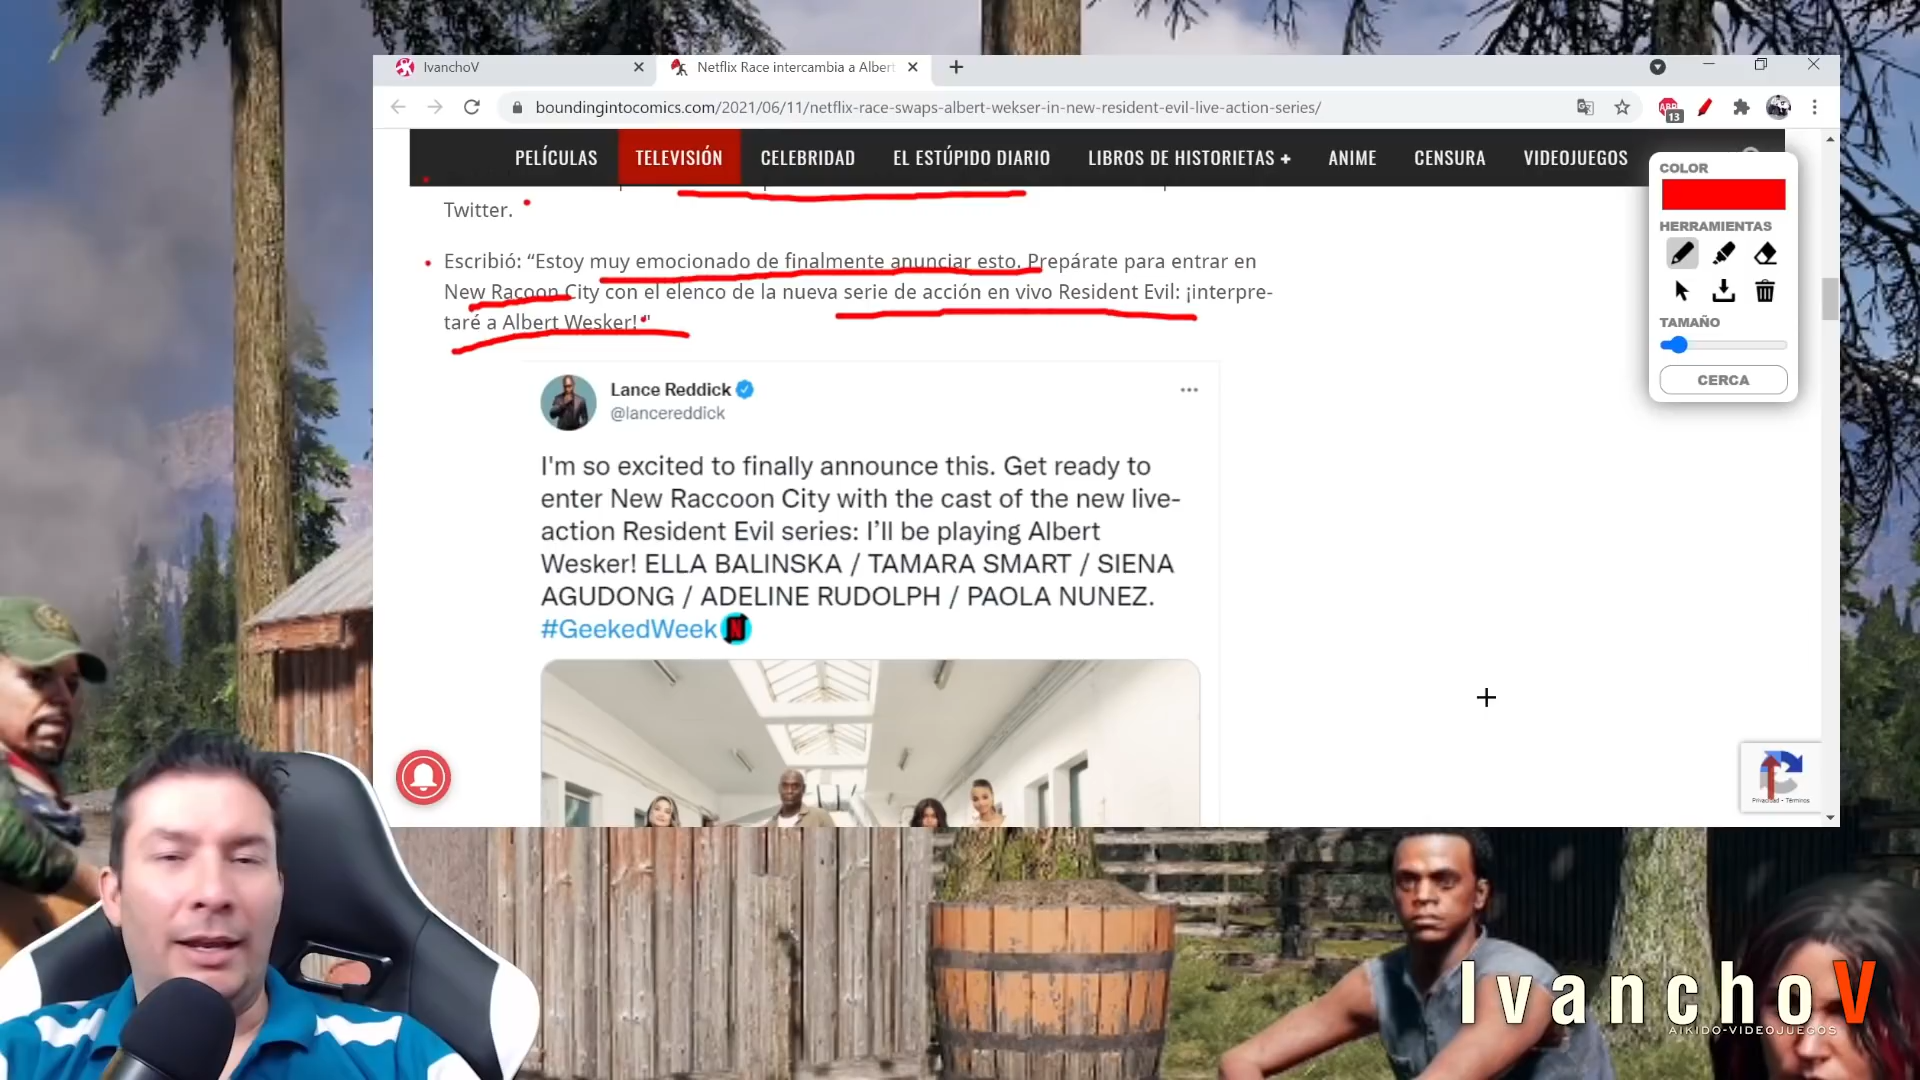 IvanchoV
Netflix Race intercambia a Albert
boundingintocomics.com/2021/06/11/netflix-race-swaps-albert-wekser-in-new-resident-evil-live-action-series/
ABP
13
PELÍCULAS TELEVISIÓN CELEBRIDAD EL ESTÚPIDO DIARIO LIBROS DE HISTORIETAS + ANIME CENSURA VIDEOJUEGOS
COLOR
HERRAMIENTAS
TAMAÑO
CERCA
Twitter.
Escribió: “Estoy muy emocionado de finalmente anunciar esto. Prepárate para entrar en
New Racoon City con el elenco de la nueva serie de acción en vivo Resident Evil: ¡interpre-
taré a Albert Wesker! "
Lance Reddick
@lancereddick
I'm so excited to finally announce this. Get ready to
enter New Raccoon City with the cast of the new live-
action Resident Evil series: I’ll be playing Albert
Wesker! ELLA BALINSKA / TAMARA SMART / SIENA
AGUDONG / ADELINE RUDOLPH / PAOLA NUNEZ.
#GeekedWeek N
Privacidad - Términos
IvanchoV
AIKIDO-VIDEOJUEGOS